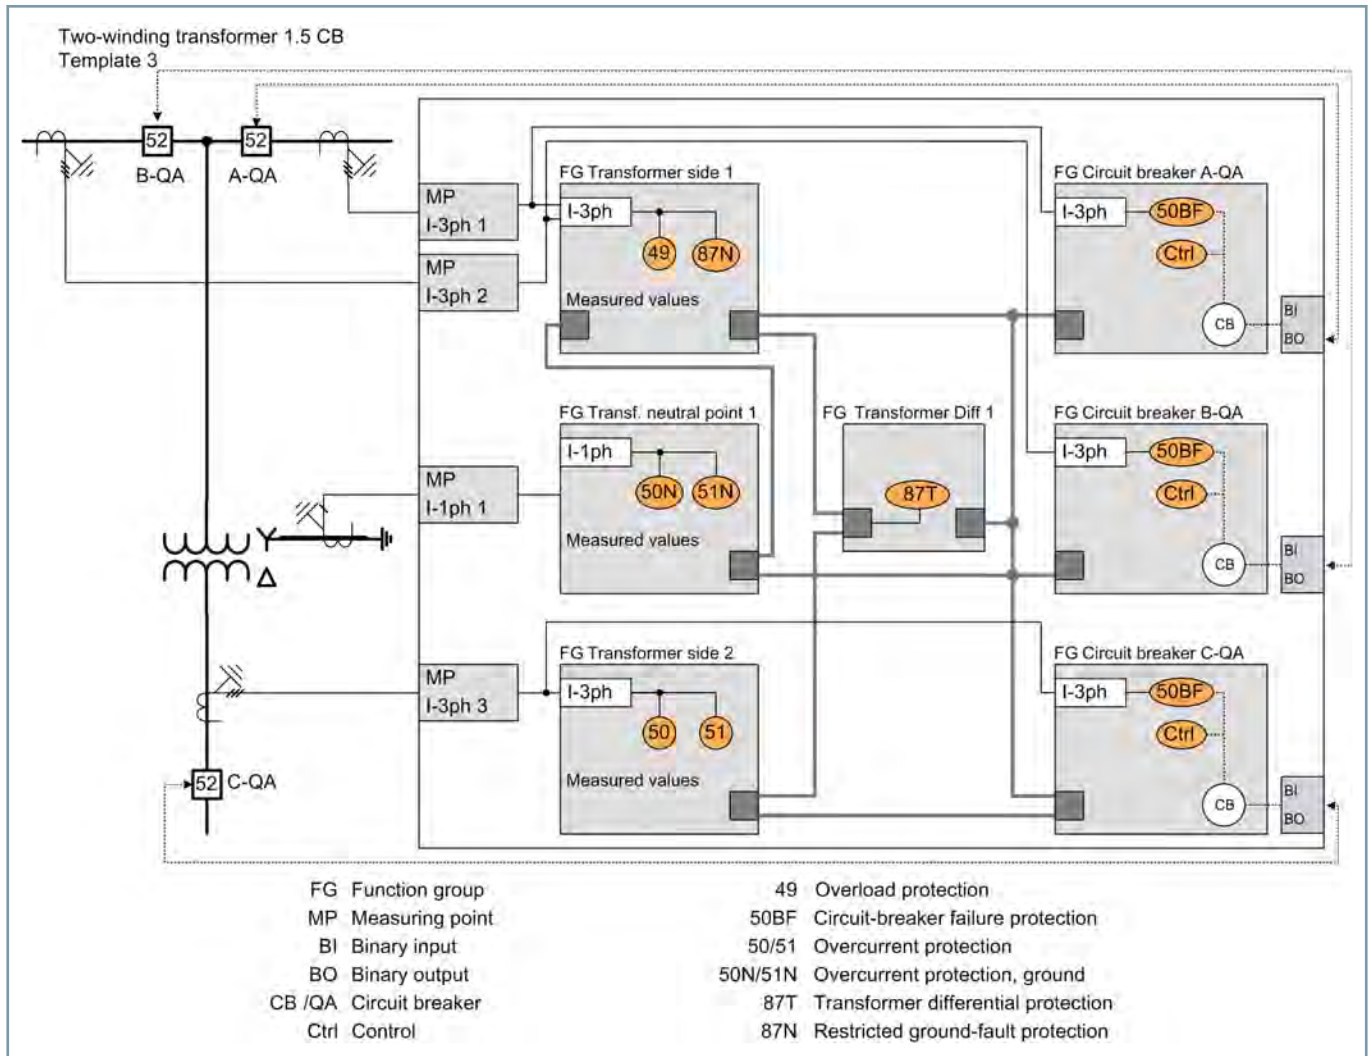 Two-winding transformer 1.5 CB
Template 3
52
52
B-QA
A-QA
MP
I-3ph 1
MP
I-3ph 2
FG Transformer side 1
I-3ph
49
87N
Measured values
FG Circuit breaker A-QA
I-3ph
50BF
Ctrl
CB
BI
BO
MP
I-1ph 1
FG Transf. neutral point 1
I-1ph
50N
51N
Measured values
FG Transformer Diff 1
87T
FG Circuit breaker B-QA
I-3ph
50BF
Ctrl
CB
BI
BO
Y
Δ
MP
I-3ph 3
FG Transformer side 2
I-3ph
50
51
Measured values
FG Circuit breaker C-QA
I-3ph
50BF
Ctrl
CB
BI
BO
52
C-QA
FG Function group
MP Measuring point
BI Binary input
BO Binary output
CB /QA Circuit breaker
Ctrl Control
49 Overload protection
50BF Circuit-breaker failure protection
50/51 Overcurrent protection
50N/51N Overcurrent protection, ground
87T Transformer differential protection
87N Restricted ground-fault protection